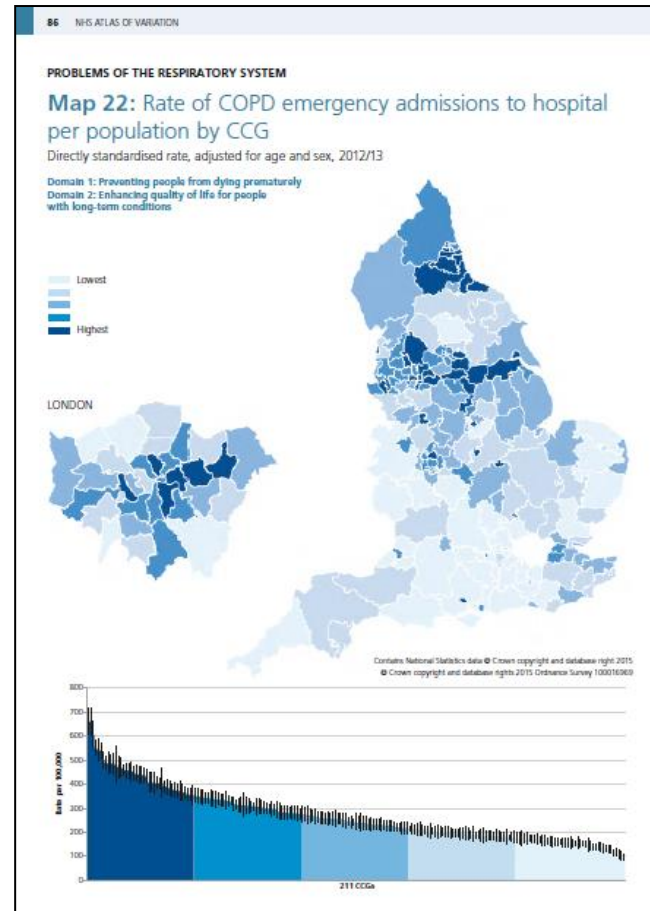 86 NHS ATLAS OF VARIATION
PROBLEMS OF THE RESPIRATORY SYSTEM
Map 22: Rate of COPD emergency admissions to hospital
per population by CCG
Directly standardised rate, adjusted for age and sex, 2012/13
Domain 1: Preventing people from dying prematurely
Domain 2: Enhancing quality of life for people
with long-term conditions
Lowest
Highest
LONDON
Contains National Statistics data © Crown copyright and database right 2015
© Crown copyright and database rights 2015 Ordnance Survey 100016969
800
700
600
500
400
300
200
100
0
Rate per 100,000
211 CCGs